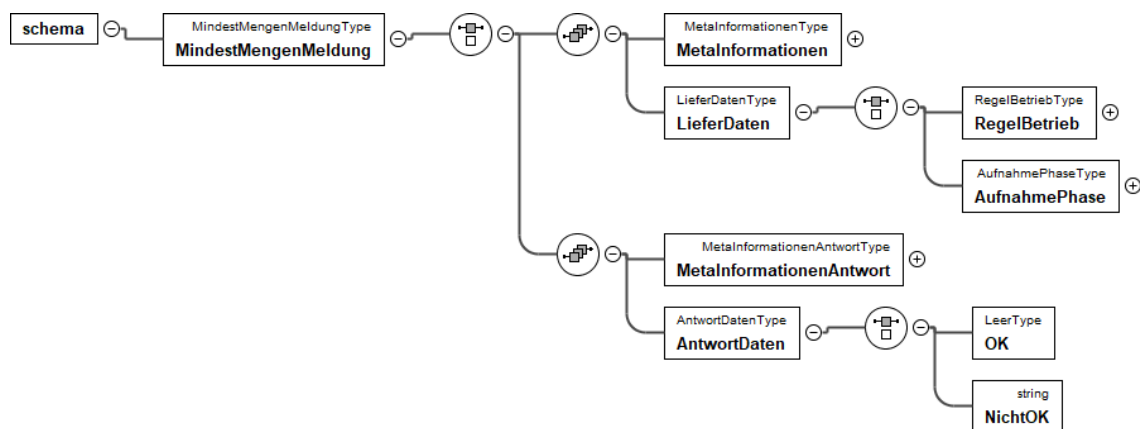 schema
MindestMengenMeldungType
MindestMengenMeldung
MetaInformationenType
MetaInformationen
LieferDatenType
LieferDaten
RegelBetriebType
RegelBetrieb
AufnahmePhaseType
AufnahmePhase
MetaInformationenAntwortType
MetaInformationenAntwort
AntwortDatenType
AntwortDaten
LeerType
OK
string
NichtOK